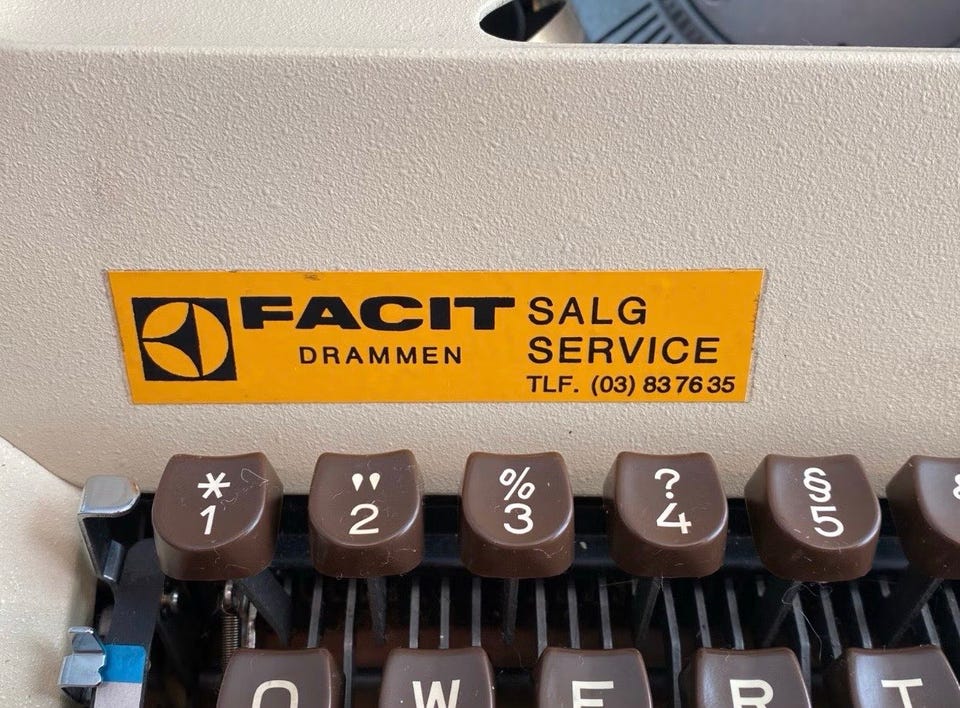 FACIT SALG
DRAMMEN SERVICE
TLF. (03) 83 76 35
* " % ? §
1 2 3 4 5
Q W E R T